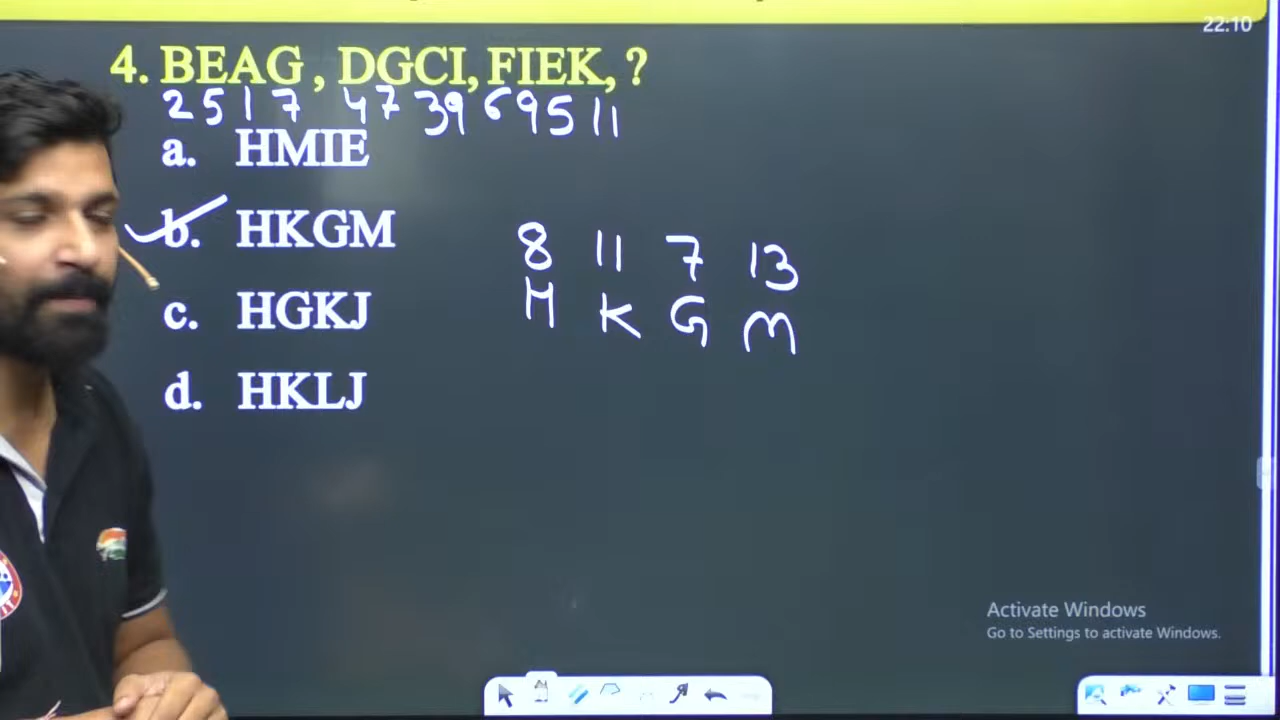 22:10
4. BEAG , DGCI, FIEK, ?
2 5 1 7 4 7 3 9 6 9 5 11
a. HMIE
b. HKGM
8 11 7 13
H K G M
c. HGKJ
d. HKLJ
Activate Windows
Go to Settings to activate Windows.